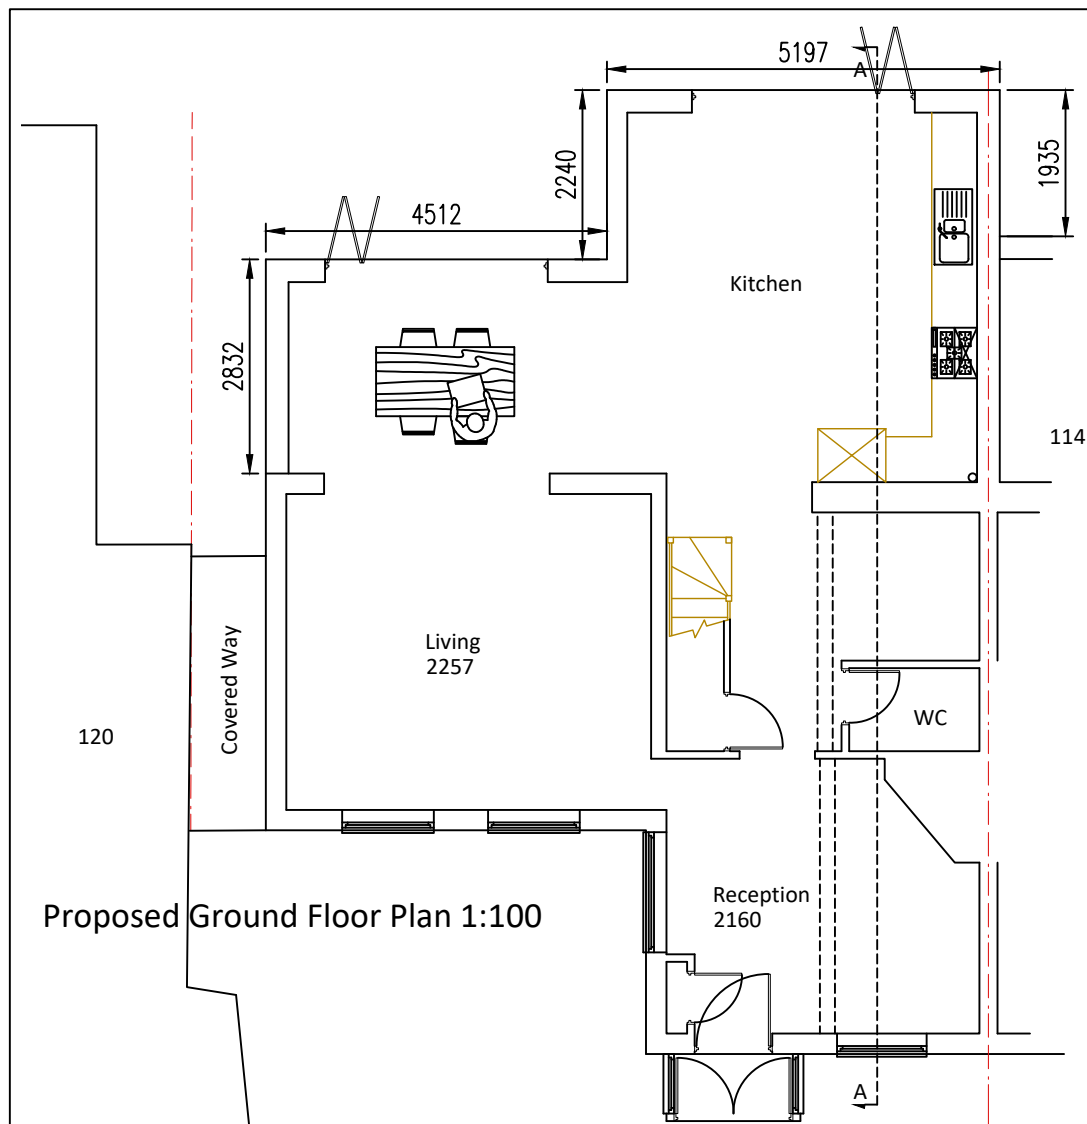 5197
A
2240
1935
4512
Kitchen
2832
114
Living
2257
Covered Way
WC
120
Reception
2160
Proposed Ground Floor Plan 1:100
A